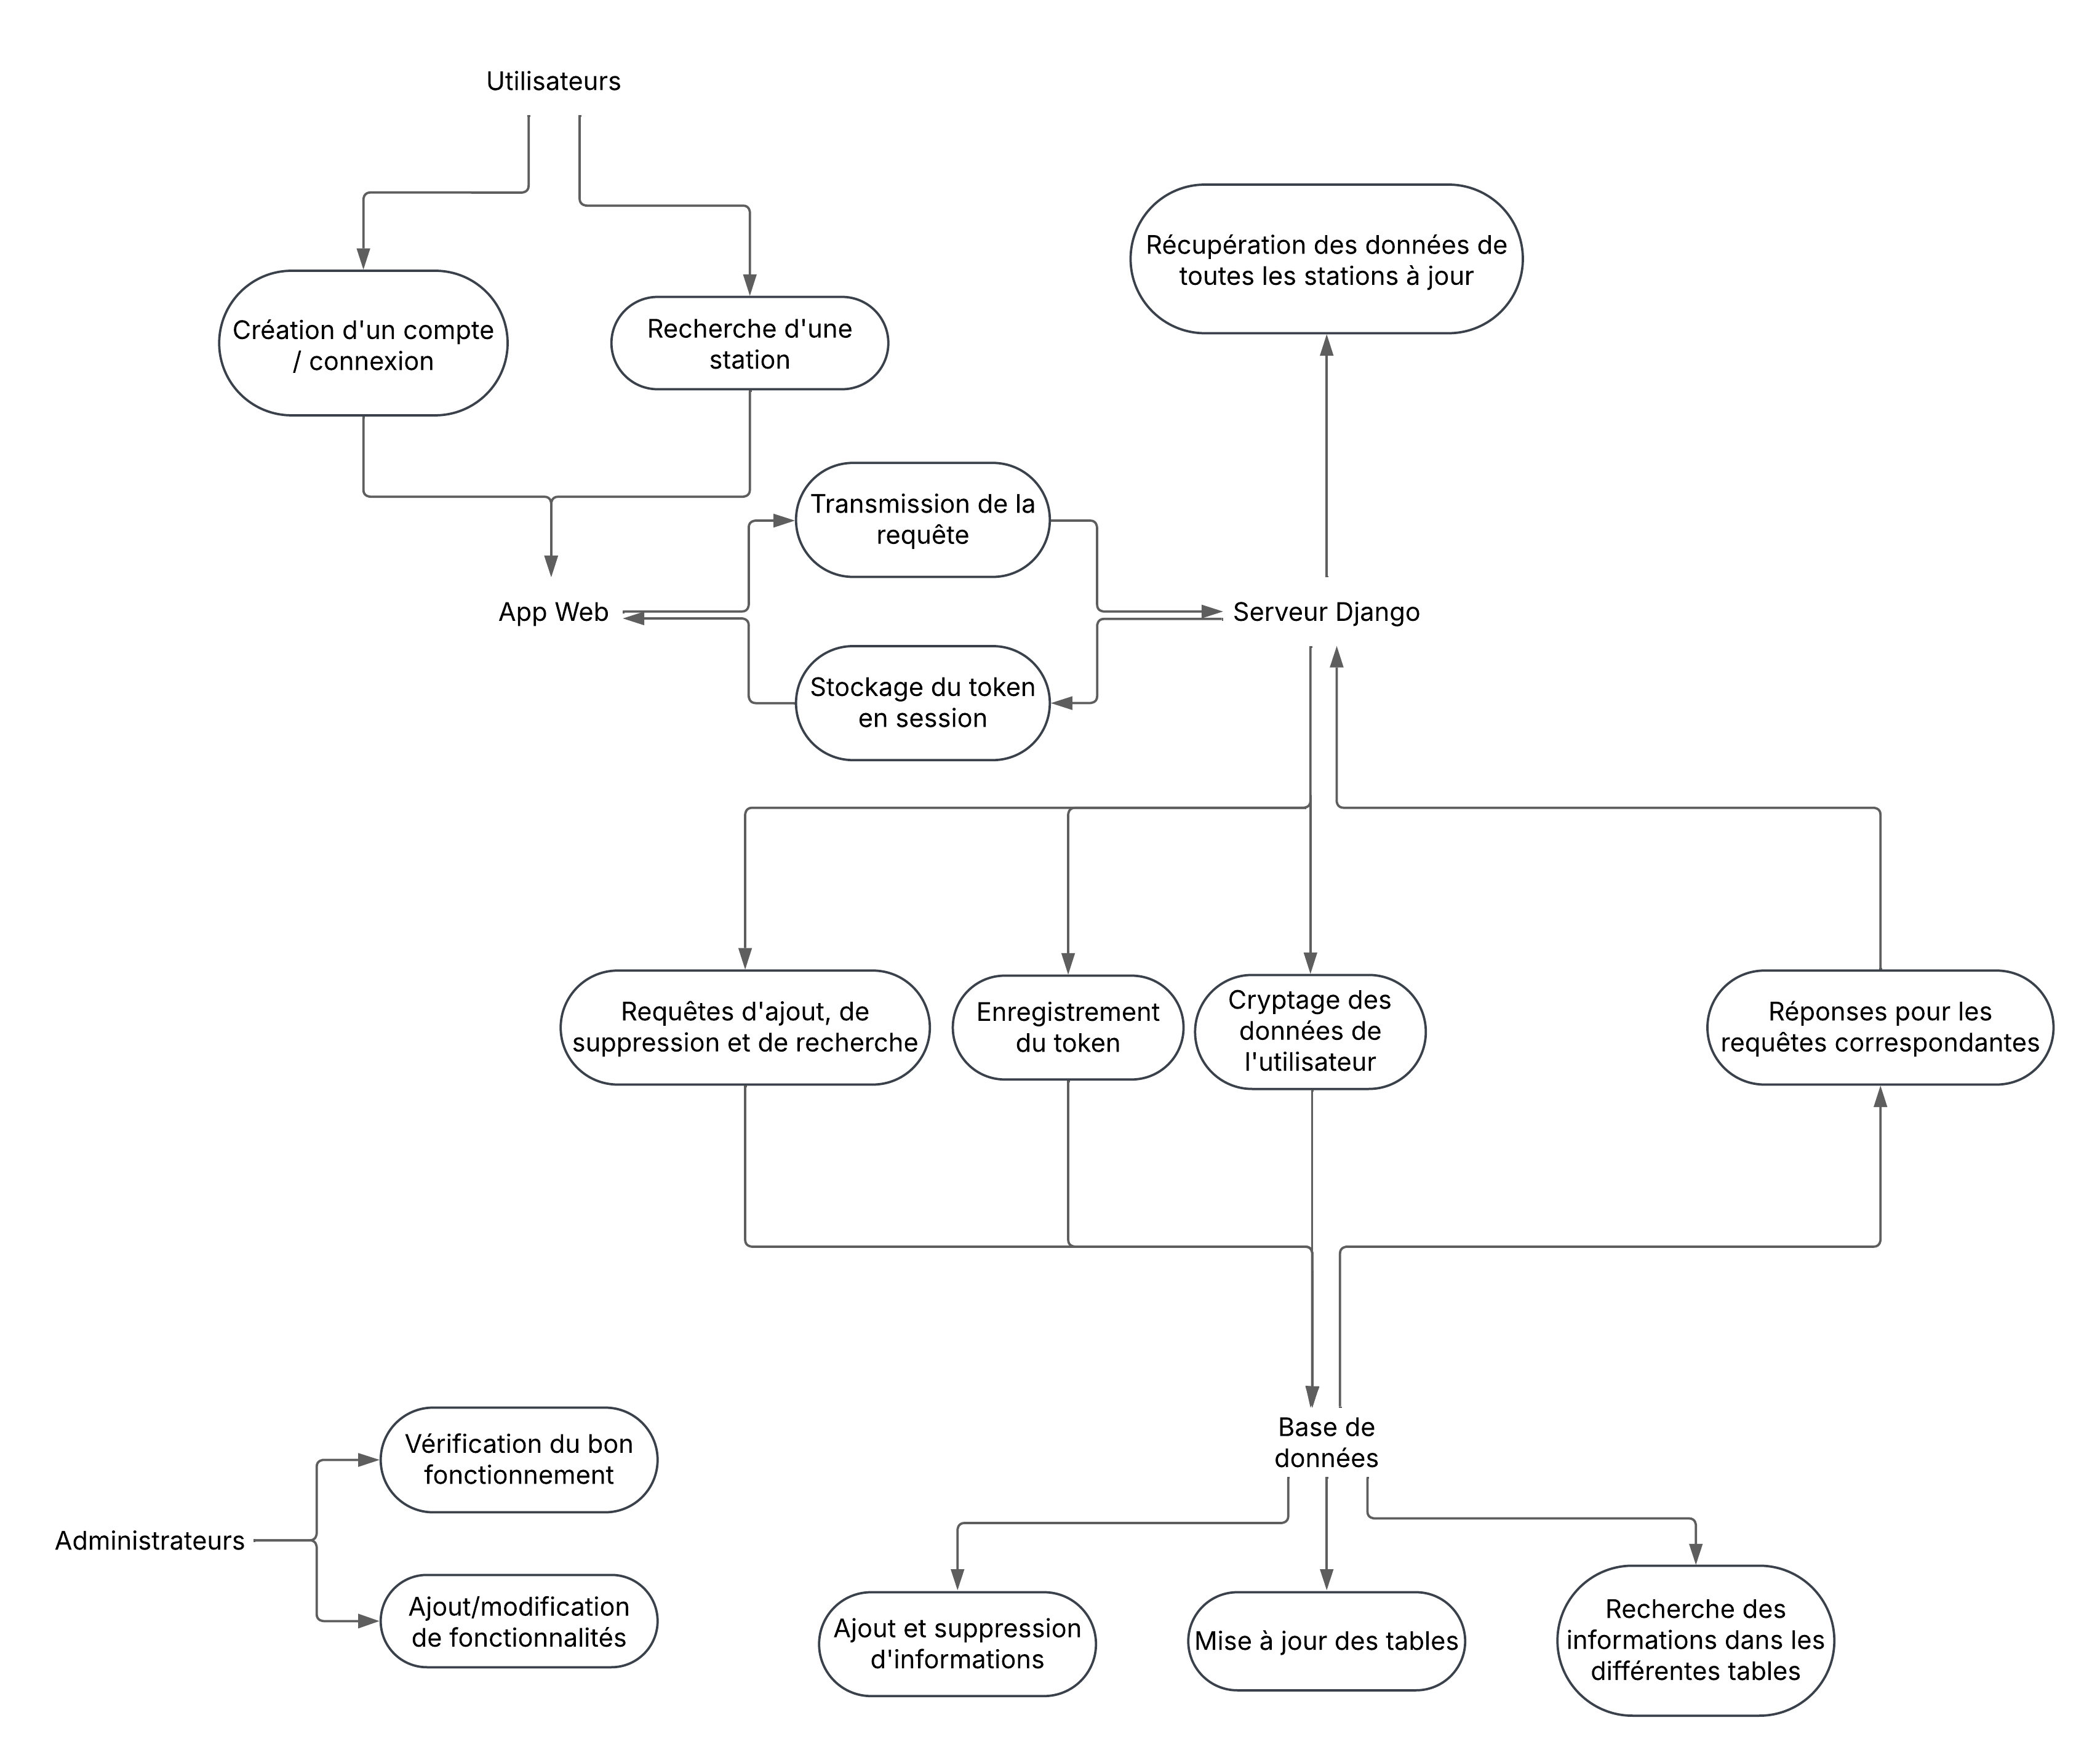 Utilisateurs
Récupération des données de
toutes les stations à jour
Création d'un compte
/ connexion
Recherche d'une
station
Transmission de la
requête
App Web
Serveur Django
Stockage du token
en session
Requêtes d'ajout, de
suppression et de recherche
Enregistrement
du token
Cryptage des
données de
l'utilisateur
Réponses pour les
requêtes correspondantes
Base de
données
Vérification du bon
fonctionnement
Administrateurs
Ajout/modification
de fonctionnalités
Ajout et suppression
d'informations
Mise à jour des tables
Recherche des
informations dans les
différentes tables